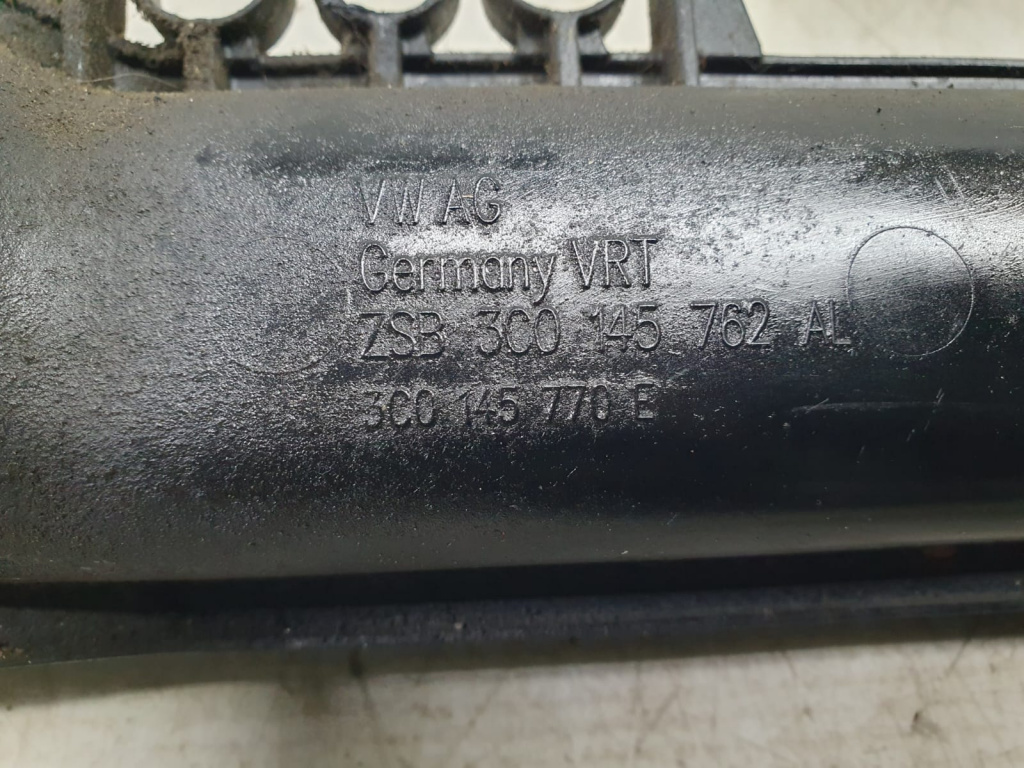 VW AG
Germany VRT
ZSB 3C0 145 762 AL
3C0 145 770 E